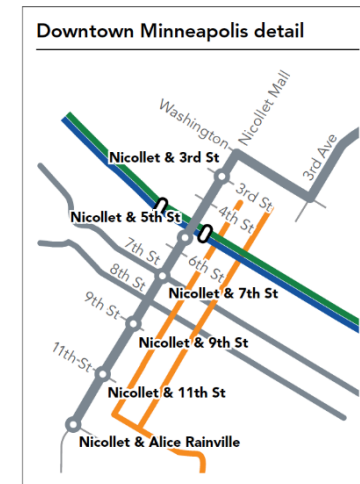 Downtown Minneapolis detail
Washington
Nicollet Mall
3rd Ave
Nicollet & 3rd St
3rd St
4th St
Nicollet & 5th St
6th St
7th St
8th St
Nicollet & 7th St
9th St
Nicollet & 9th St
11th St
Nicollet & 11th St
Nicollet & Alice Rainville